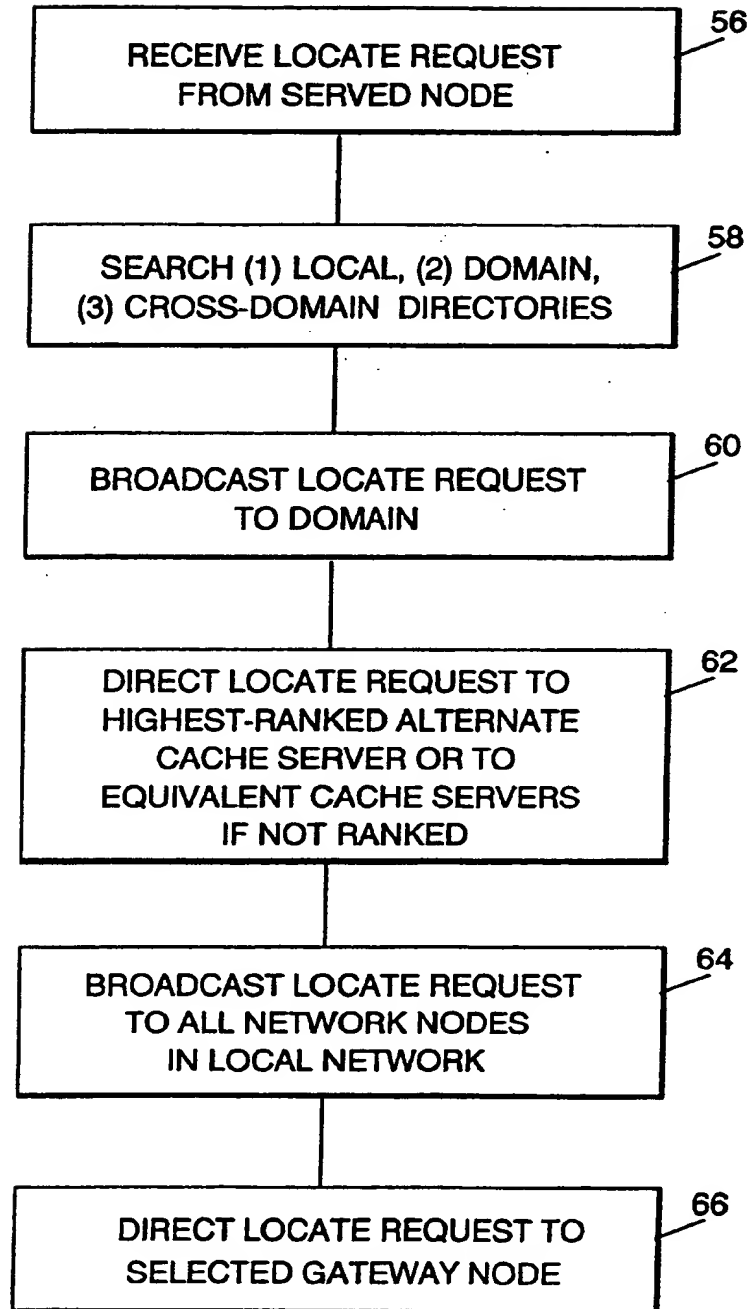 56
RECEIVE LOCATE REQUEST
FROM SERVED NODE
58
SEARCH (1) LOCAL, (2) DOMAIN,
(3) CROSS-DOMAIN DIRECTORIES
60
BROADCAST LOCATE REQUEST
TO DOMAIN
62
DIRECT LOCATE REQUEST TO
HIGHEST-RANKED ALTERNATE
CACHE SERVER OR TO
EQUIVALENT CACHE SERVERS
IF NOT RANKED
64
BROADCAST LOCATE REQUEST
TO ALL NETWORK NODES
IN LOCAL NETWORK
66
DIRECT LOCATE REQUEST TO
SELECTED GATEWAY NODE